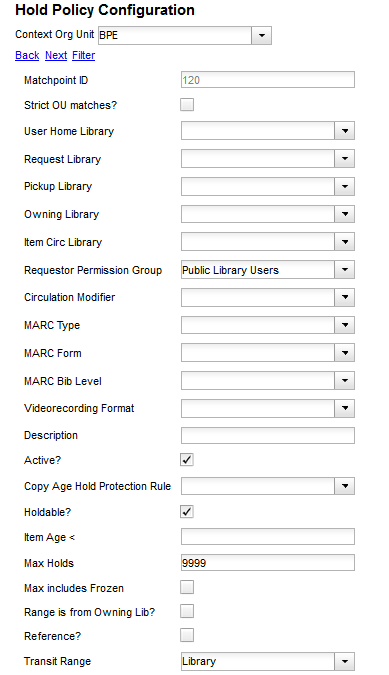 Hold Policy Configuration
Context Org Unit BPE
Back Next Filter
Matchpoint ID 120
Strict OU matches?
User Home Library
Request Library
Pickup Library
Owning Library
Item Circ Library
Requestor Permission Group Public Library Users
Circulation Modifier
MARC Type
MARC Form
MARC Bib Level
Videorecording Format
Description
Active?
Copy Age Hold Protection Rule
Holdable?
Item Age <
Max Holds 9999
Max includes Frozen
Range is from Owning Lib?
Reference?
Transit Range Library